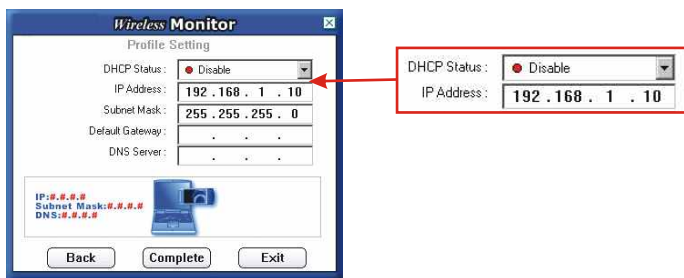 Wireless Monitor
Profile Setting
DHCP Status : Disable
IP Address : 192 . 168 . 1 . 10
Subnet Mask : 255 . 255 . 255 . 0
Default Gateway : . . .
DNS Server : . . .
IP:#.#.#.#
Subnet Mask:#.#.#.#
DNS:#.#.#.#
Back Complete Exit
DHCP Status : Disable
IP Address : 192 . 168 . 1 . 10